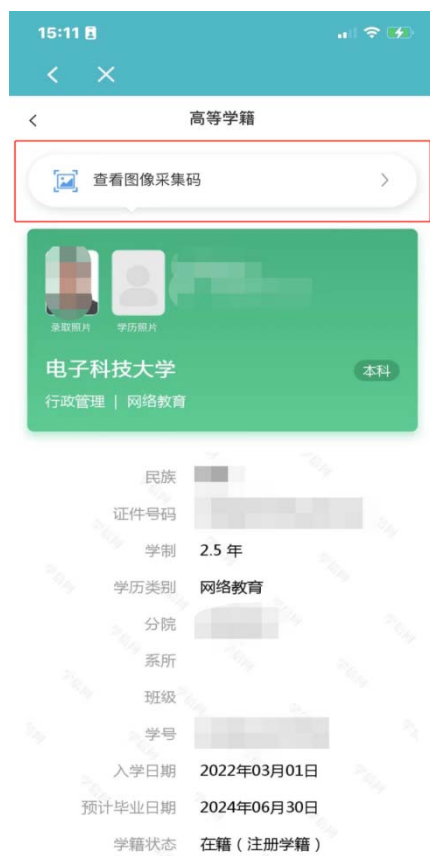 15:11
高等学籍
查看图像采集码
录取照片 学历照片
电子科技大学 本科
行政管理 | 网络教育
民族
证件号码
学制 2.5 年
学历类别 网络教育
分院
系所
班级
学号
入学日期 2022年03月01日
预计毕业日期 2024年06月30日
学籍状态 在籍（注册学籍）
学信网